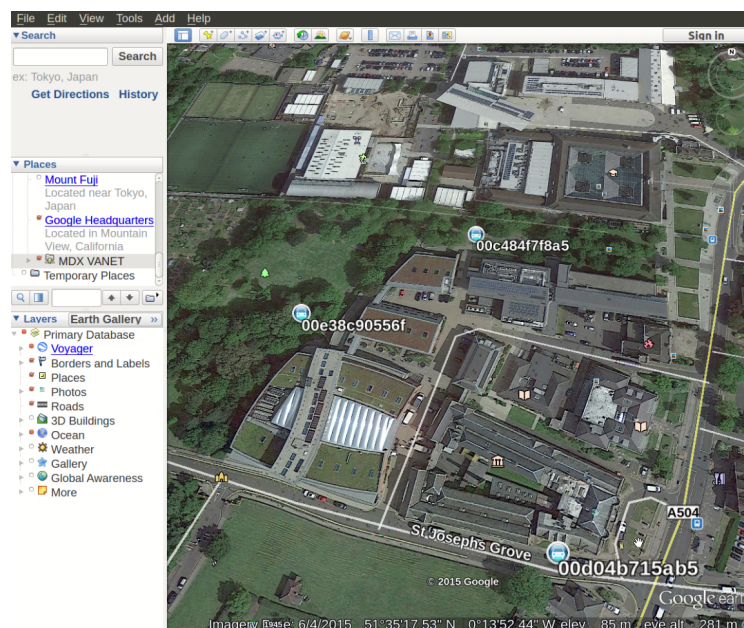 File Edit View Tools Add Help
Search
Search
ex: Tokyo, Japan
Get Directions History
Places
Mount Fuji
Located near Tokyo,
Japan
Google Headquarters
Located in Mountain
View, California
MDX VANET
Temporary Places
Layers Earth Gallery »
Primary Database
Voyager
Borders and Labels
Places
Photos
Roads
3D Buildings
Ocean
Weather
Gallery
Global Awareness
More
Sign in
N
00c484f7f8a5
00e38c90556f
A504
St Josephs Grove
00d04b715ab5
© 2015 Google
Google earth
1945
Imagery Date: 6/4/2015 51°35'17.53" N 0°13'52.44" W elev 85 m eye alt 281 m